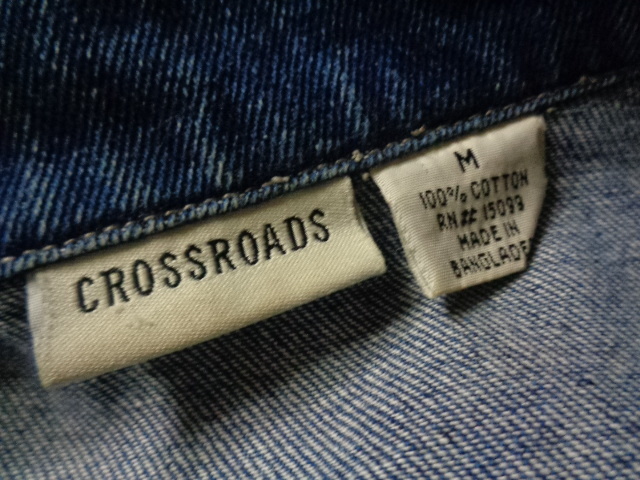 CROSSROADS
M
100% COTTON
RN# 15099
MADE IN
BANGLADE